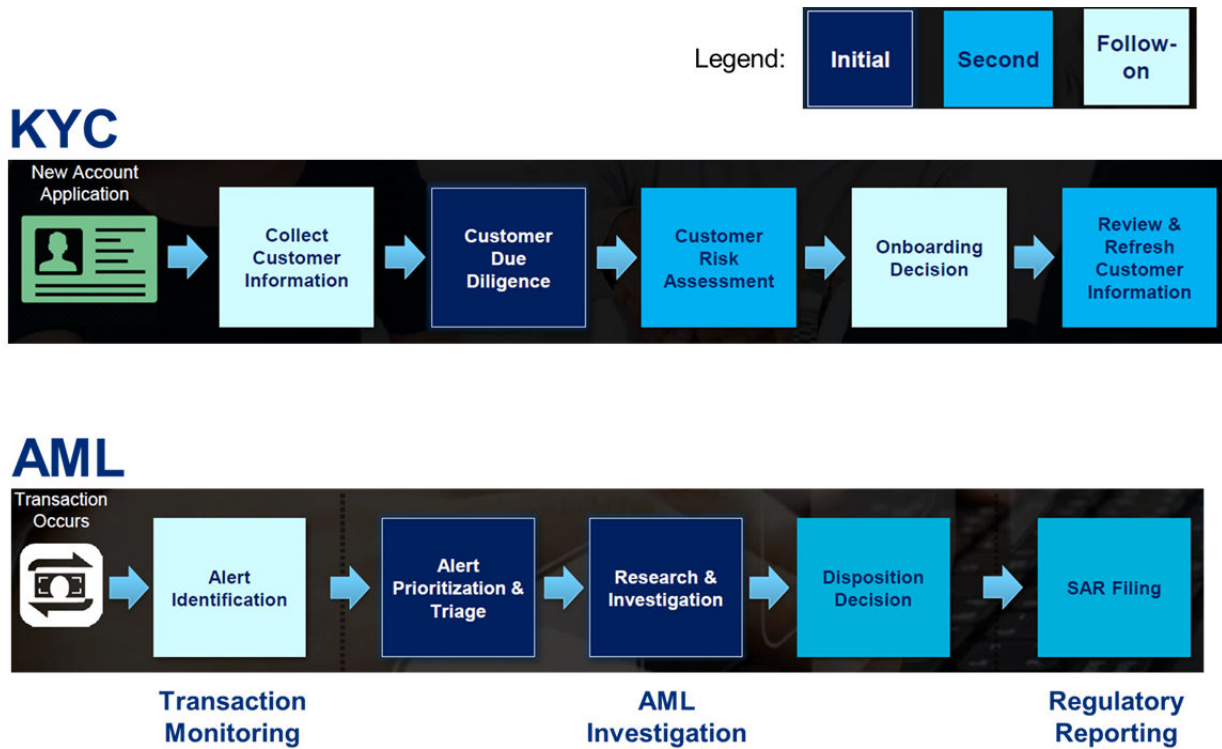 Legend:
Initial
Second
Follow-
on
KYC
New Account
Application
Collect
Customer
Information
Customer
Due
Diligence
Customer
Risk
Assessment
Onboarding
Decision
Review &
Refresh
Customer
Information
AML
Transaction
Occurs
Alert
Identification
Alert
Prioritization &
Triage
Research &
Investigation
Disposition
Decision
SAR Filing
Transaction
Monitoring
AML
Investigation
Regulatory
Reporting